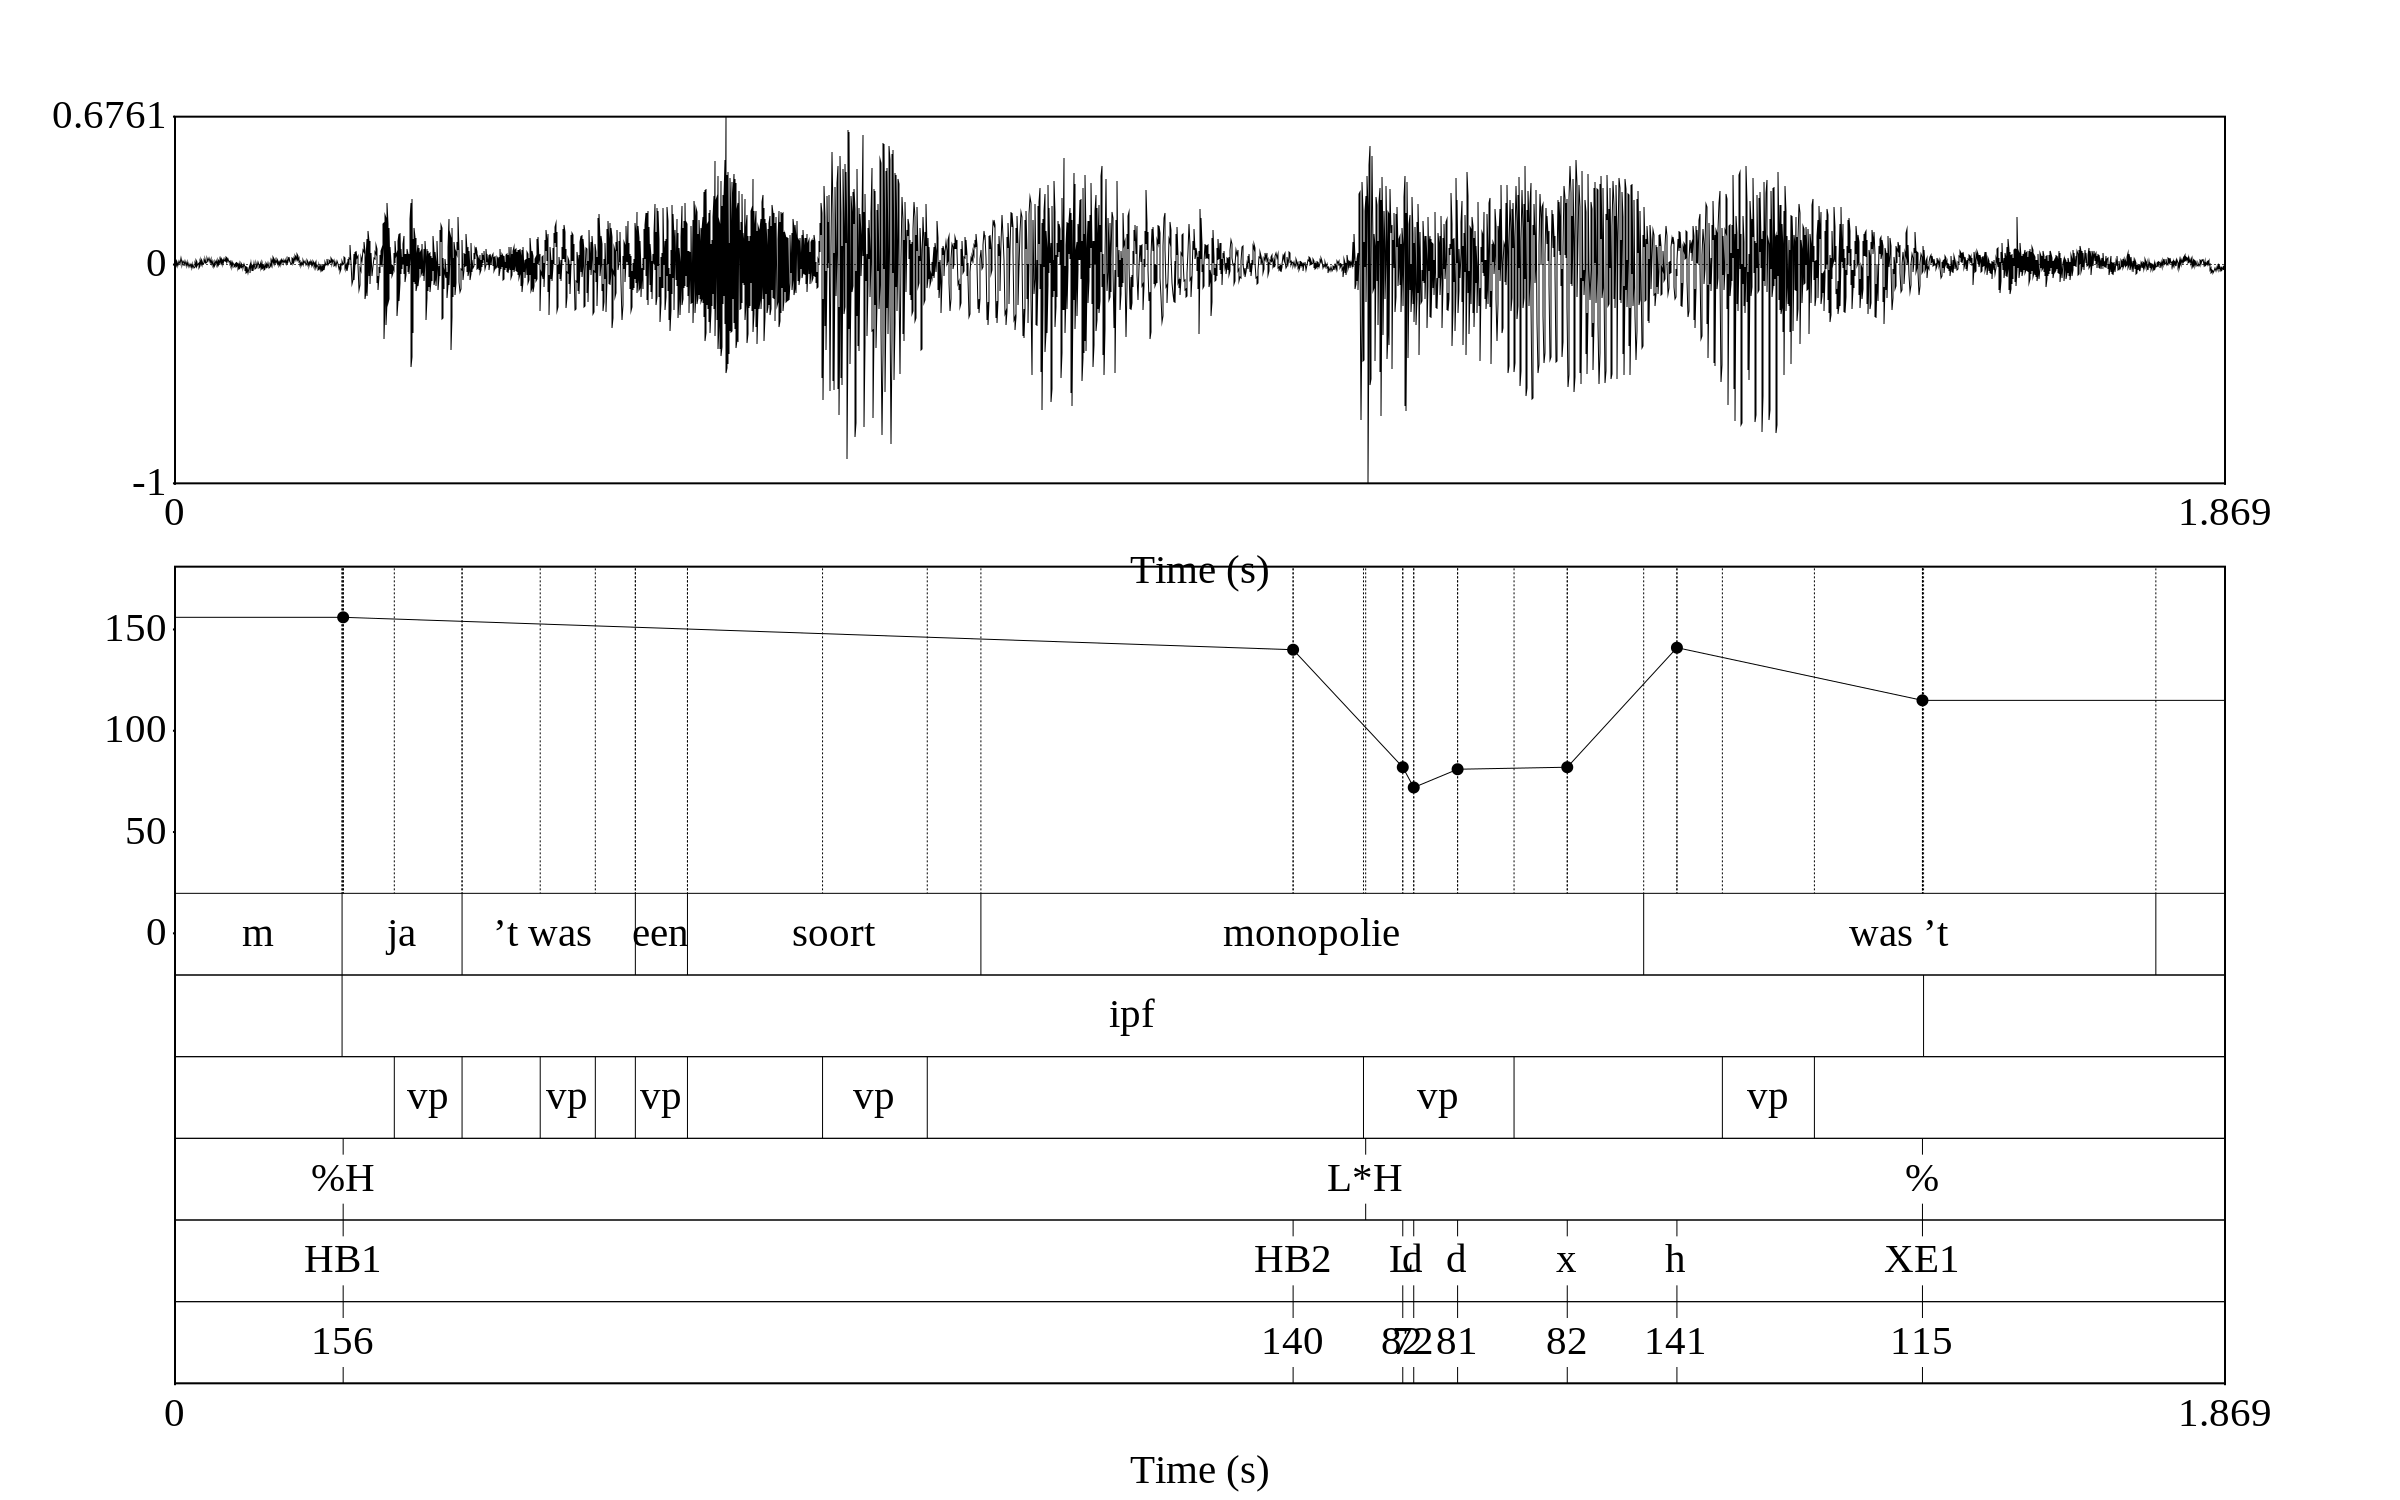 0.6761
0
-1
0 1.869
Time (s)
150
100
50
0
m ja ’t was een soort monopolie was ’t
ipf
vp vp vp vp vp vp
%H L*H %
HB1 HB2 L d d x h XE1
156 140 82 72 81 82 141 115
0 1.869
Time (s)